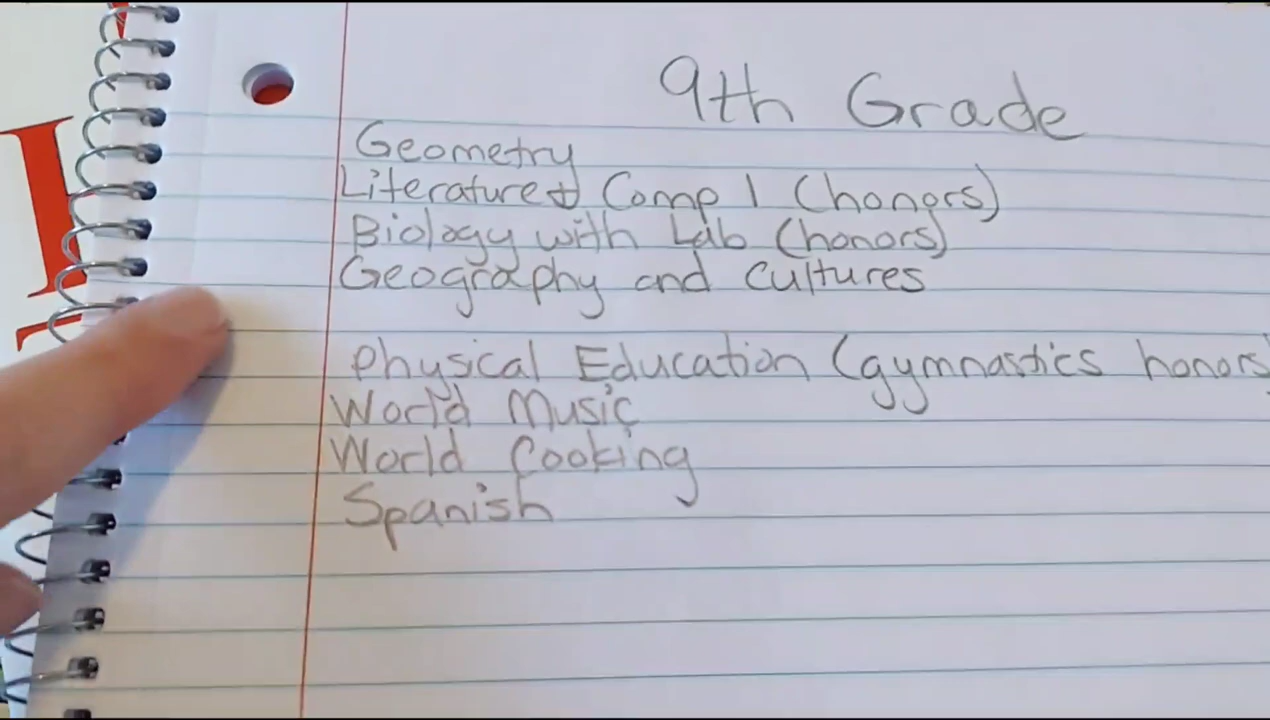 9th Grade
Geometry
Literature & Comp 1 (honors)
Biology with Lab (honors)
Geography and Cultures
Physical Education (gymnastics honors)
World Music
World Cooking
Spanish